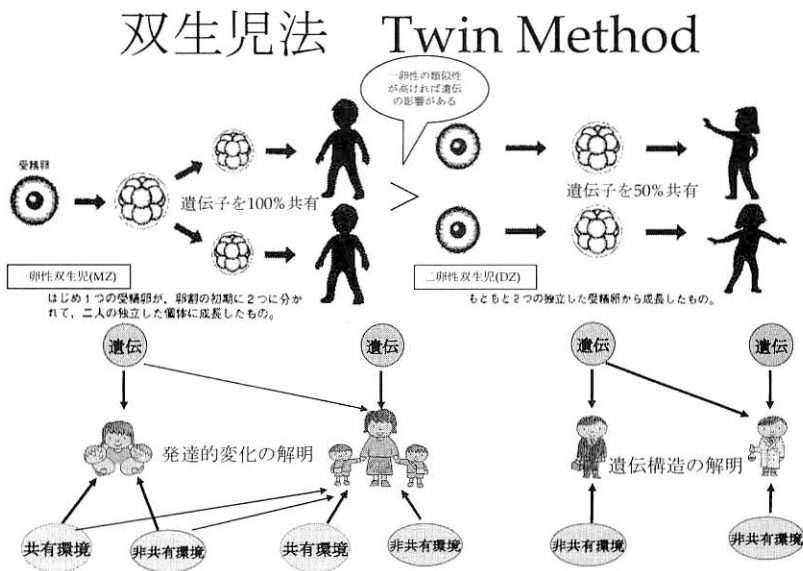 双生児法 Twin Method
一卵性の類似性
が高ければ遺伝
の影響がある
受精卵
遺伝子を100%共有
>
遺伝子を50%共有
一卵性双生児(MZ)
はじめ1つの受精卵が、卵割の初期に2つに分か
れて、二人の独立した個体に成長したもの。
二卵性双生児(DZ)
もともと2つの独立した受精卵から成長したもの。
遺伝
遺伝
遺伝
遺伝
発達的変化の解明
遺伝構造の解明
共有環境
非共有環境
共有環境
非共有環境
非共有環境
非共有環境